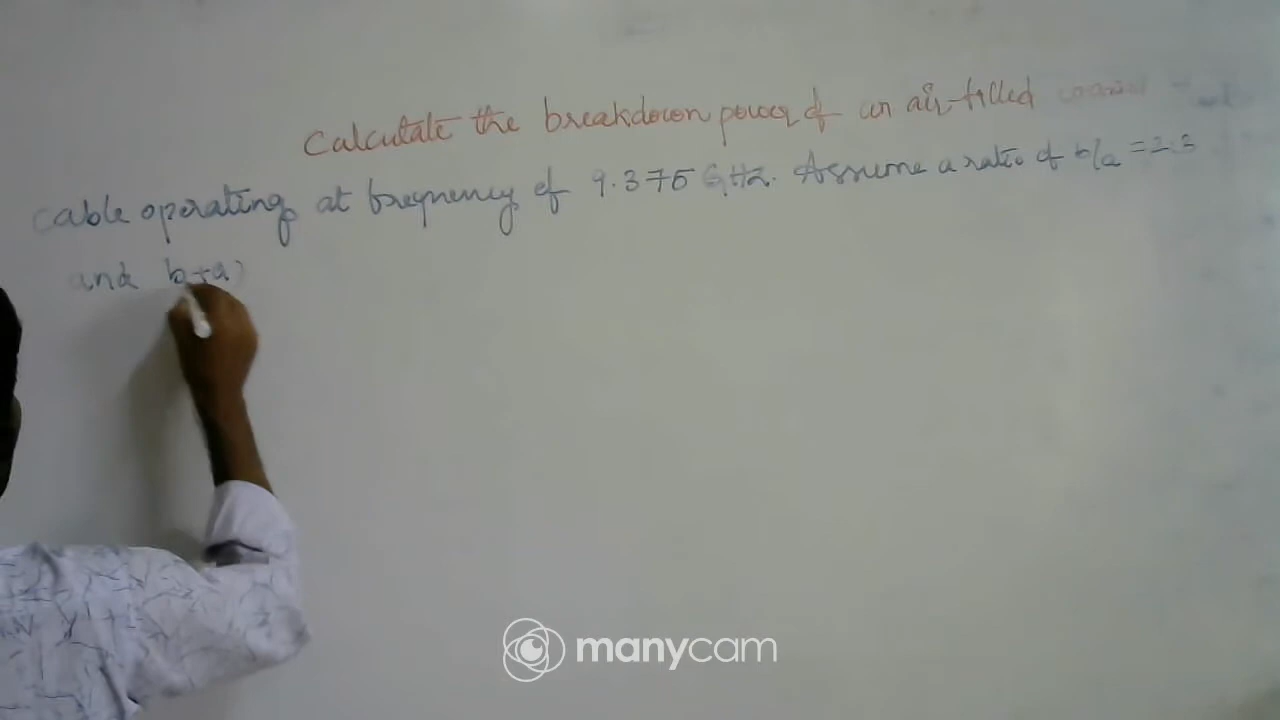 Calculate the breakdown power of an air-filled coaxial
cable operating at frequency of 9.375 GHz. Assume a ratio of b/a = 2.3
and b+a)
manycam